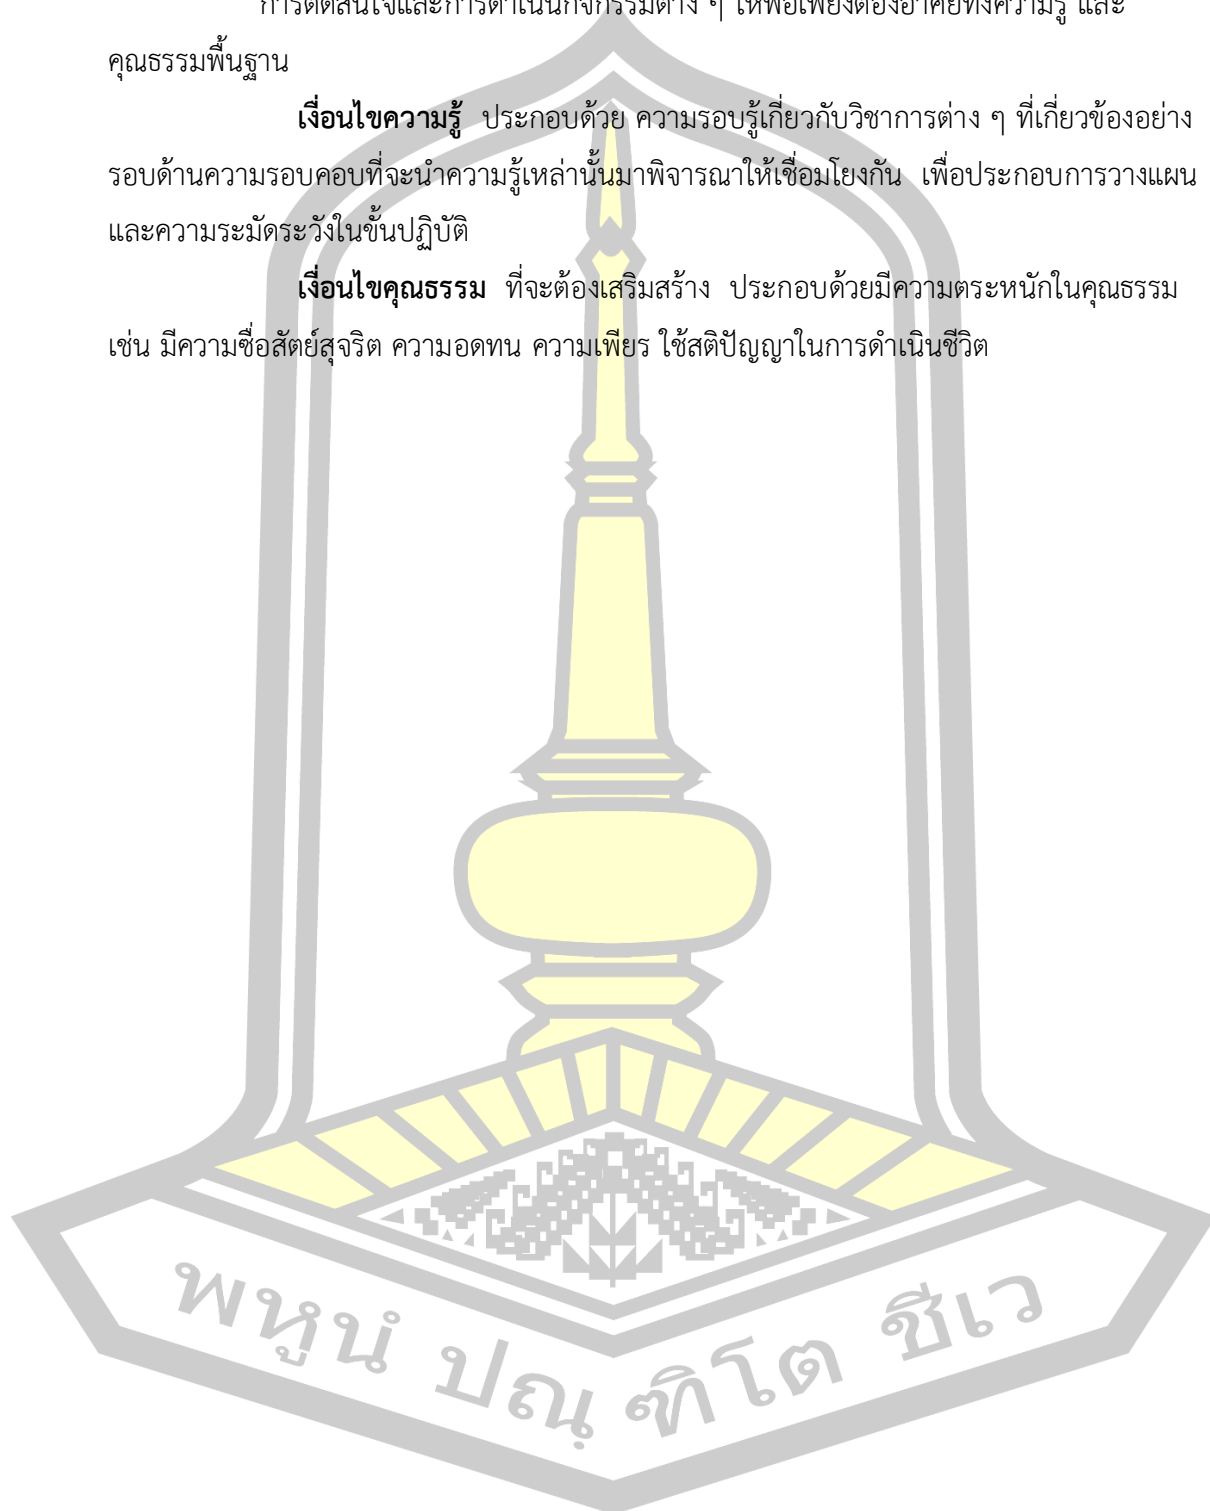 การตัดสินใจและการดำเนินกิจกรรมต่าง ๆ ให้พอเพียงต้องอาศัยทั้งความรู้ และ
คุณธรรมพื้นฐาน
เงื่อนไขความรู้ ประกอบด้วย ความรอบรู้เกี่ยวกับวิชาการต่าง ๆ ที่เกี่ยวข้องอย่าง
รอบด้านความรอบคอบที่จะนำความรู้เหล่านั้นมาพิจารณาให้เชื่อมโยงกัน เพื่อประกอบการวางแผน
และความระมัดระวังในขั้นปฏิบัติ
เงื่อนไขคุณธรรม ที่จะต้องเสริมสร้าง ประกอบด้วยมีความตระหนักในคุณธรรม
เช่น มีความซื่อสัตย์สุจริต ความอดทน ความเพียร ใช้สติปัญญาในการดำเนินชีวิต
พหูนํ ปณฺ ฑิโต ชีเว